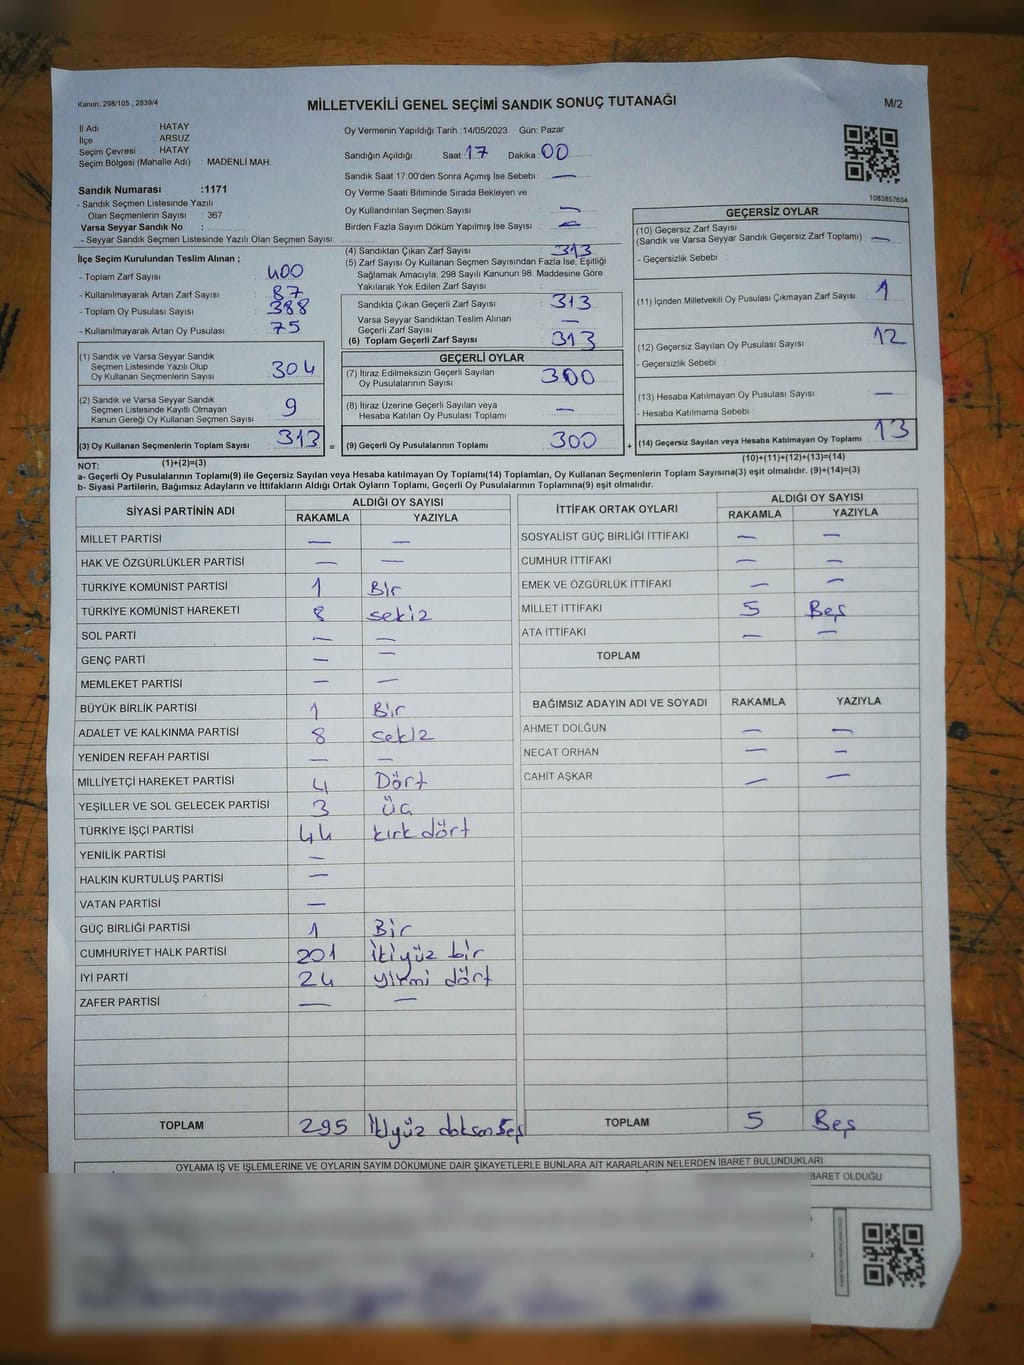 Kanun; 298/105 , 2839/4
MİLLETVEKİLİ GENEL SEÇİMİ SANDIK SONUÇ TUTANAĞI
M/2
İl Adı : HATAY
İlçe : ARSUZ
Seçim Çevresi : HATAY
Seçim Bölgesi (Mahalle Adı) : MADENLİ MAH.
Sandık Numarası :1171
- Sandık Seçmen Listesinde Yazılı
Olan Seçmenlerin Sayısı : 367
Varsa Seyyar Sandık No :
- Seyyar Sandık Seçmen Listesinde Yazılı Olan Seçmen Sayısı:
Oy Vermenin Yapıldığı Tarih :14/05/2023 Gün: Pazar
Sandığın Açıldığı Saat: 17 Dakika: 00
Sandık Saat 17:00'den Sonra Açımış İse Sebebi : —
Oy Verme Saati Bitiminde Sırada Bekleyen ve
Oy Kullandırılan Seçmen Sayısı : —
Birden Fazla Sayım Döküm Yapılmış İse Sayısı : —
1083857634
İlçe Seçim Kurulundan Teslim Alınan ;
- Toplam Zarf Sayısı : 400
- Kullanılmayarak Artan Zarf Sayısı : 87
- Toplam Oy Pusulası Sayısı : 388
- Kullanılmayarak Artan Oy Pusulası : 75
(1) Sandık ve Varsa Seyyar Sandık
Seçmen Listesinde Yazılı Olup
Oy Kullanan Seçmenlerin Sayısı : 304
(2) Sandık ve Varsa Seyyar Sandık
Seçmen Listesinde Kayıtlı Olmayan
Kanun Gereği Oy Kullanan Seçmen Sayısı : 9
(3) Oy Kullanan Seçmenlerin Toplam Sayısı : 313
(1)+(2)=(3)
(4) Sandıktan Çıkan Zarf Sayısı : 313
(5) Zarf Sayısı Oy Kullanan Seçmen Sayısından Fazla İse, Eşitliği
Sağlamak Amacıyla; 298 Sayılı Kanunun 98. Maddesine Göre
Yakılarak Yok Edilen Zarf Sayısı :
Sandıkta Çıkan Geçerli Zarf Sayısı : 313
Varsa Seyyar Sandıktan Teslim Alınan
Geçerli Zarf Sayısı : —
(6) Toplam Geçerli Zarf Sayısı : 313
GEÇERLİ OYLAR
(7) İtiraz Edilmeksizin Geçerli Sayılan
Oy Pusulalarının Sayısı : 300
(8) İtiraz Üzerine Geçerli Sayılan veya
Hesaba Katılan Oy Pusulası Toplamı : —
= (9) Geçerli Oy Pusulalarının Toplamı : 300
GEÇERSİZ OYLAR
(10) Geçersiz Zarf Sayısı
(Sandık ve Varsa Seyyar Sandık Geçersiz Zarf Toplamı) : —
- Geçersizlik Sebebi :
(11) İçinden Milletvekili Oy Pusulası Çıkmayan Zarf Sayısı : 1
(12) Geçersiz Sayılan Oy Pusulası Sayısı : 12
- Geçersizlik Sebebi :
(13) Hesaba Katılmayan Oy Pusulası Sayısı : —
- Hesaba Katılmama Sebebi :
+ (14) Geçersiz Sayılan veya Hesaba Katılmayan Oy Toplamı : 13
(10)+(11)+(12)+(13)=(14)
NOT:
a- Geçerli Oy Pusulalarının Toplamı(9) ile Geçersiz Sayılan veya Hesaba katılmayan Oy Toplamı(14) Toplamları, Oy Kullanan Seçmenlerin Toplam Sayısına(3) eşit olmalıdır. (9)+(14)=(3)
b- Siyasi Partilerin, Bağımsız Adayların ve İttifakların Aldığı Ortak Oyların Toplamı, Geçerli Oy Pusulalarının Toplamına(9) eşit olmalıdır.
SİYASİ PARTİNİN ADI ALDIĞI OY SAYISI
RAKAMLA YAZIYLA
MİLLET PARTİSİ — —
HAK VE ÖZGÜRLÜKLER PARTİSİ — —
TÜRKİYE KOMÜNİST PARTİSİ 1 Bir
TÜRKİYE KOMÜNİST HAREKETİ 8 sekiz
SOL PARTİ — —
GENÇ PARTİ — —
MEMLEKET PARTİSİ — —
BÜYÜK BİRLİK PARTİSİ 1 Bir
ADALET VE KALKINMA PARTİSİ 8 sekiz
YENİDEN REFAH PARTİSİ — —
MİLLİYETÇİ HAREKET PARTİSİ 4 Dört
YEŞİLLER VE SOL GELECEK PARTİSİ 3 üç
TÜRKİYE İŞÇİ PARTİSİ 44 kırk dört
YENİLİK PARTİSİ —
HALKIN KURTULUŞ PARTİSİ —
VATAN PARTİSİ —
GÜÇ BİRLİĞİ PARTİSİ 1 Bir
CUMHURİYET HALK PARTİSİ 201 ikiyüz bir
İYİ PARTİ 24 yirmi dört
ZAFER PARTİSİ — —
TOPLAM 295 ikiyüz doksan beş
İTTİFAK ORTAK OYLARI ALDIĞI OY SAYISI
RAKAMLA YAZIYLA
SOSYALİST GÜÇ BİRLİĞİ İTTİFAKI — —
CUMHUR İTTİFAKI — —
EMEK VE ÖZGÜRLÜK İTTİFAKI — —
MİLLET İTTİFAKI 5 Beş
ATA İTTİFAKI — —
TOPLAM
BAĞIMSIZ ADAYIN ADI VE SOYADI RAKAMLA YAZIYLA
AHMET DOLĞUN — —
NECAT ORHAN — —
CAHİT AŞKAR — —
TOPLAM 5 Beş
OYLAMA İŞ VE İŞLEMLERİNE VE OYLARIN SAYIM DÖKÜMÜNE DAİR ŞİKAYETLERLE BUNLARA AİT KARARLARIN NELERDEN İBARET BULUNDUKLARI
BARET OLDUĞU